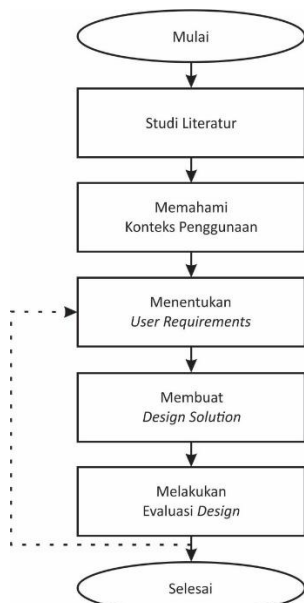 Mulai
Studi Literatur
Memahami
Konteks Penggunaan
Menentukan
User Requirements
Membuat
Design Solution
Melakukan
Evaluasi Design
Selesai